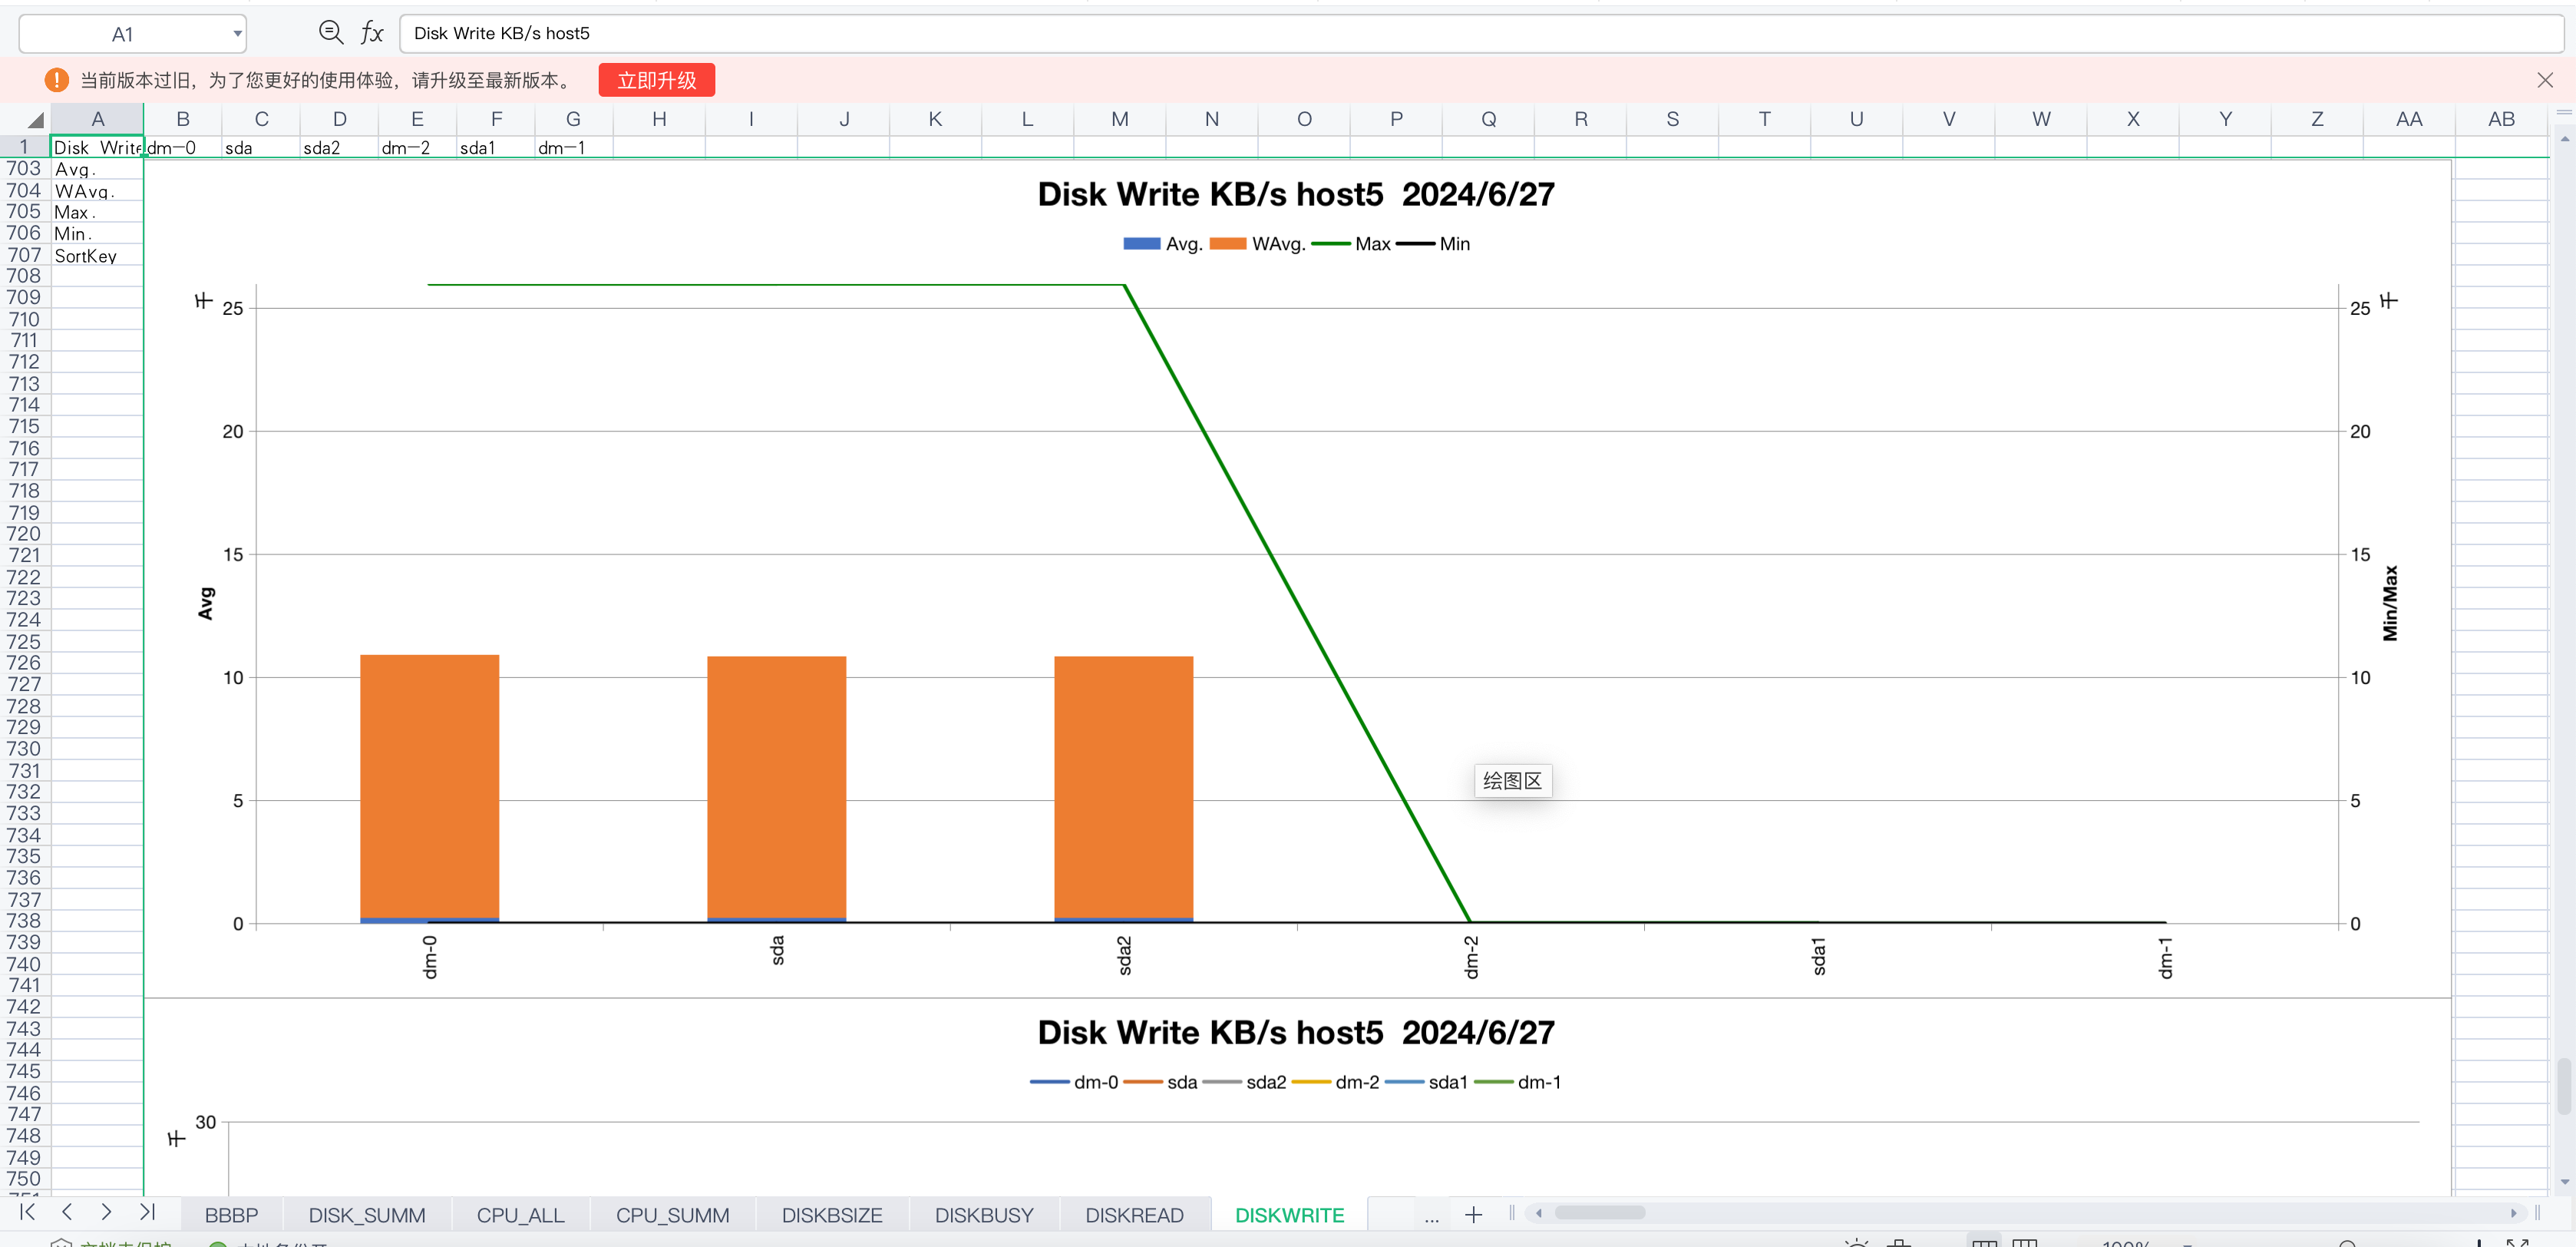 A1 fx Disk Write KB/s host5
当前版本过旧，为了您更好的使用体验，请升级至最新版本。 立即升级
A B C D E F G H I J K L M N O P Q R S T U V W X Y Z AA AB
1 Disk Write dm-0 sda sda2 dm-2 sda1 dm-1
703 Avg.
704 WAvg.
705 Max.
706 Min.
707 SortKey
708
709
710
711
712
713
714
715
716
717
718
719
720
721
722
723
724
725
726
727
728
729
730
731
732
733
734
735
736
737
738
739
740
741
742
743
744
745
746
747
748
749
750
Disk Write KB/s host5 2024/6/27
Avg. WAvg. Max Min
千
25
20
15
10
5
0
Avg
千
25
20
15
10
5
0
Min/Max
绘图区
dm-0 sda sda2 dm-2 sda1 dm-1
Disk Write KB/s host5 2024/6/27
dm-0 sda sda2 dm-2 sda1 dm-1
千
30
BBBP DISK_SUMM CPU_ALL CPU_SUMM DISKBSIZE DISKBUSY DISKREAD DISKWRITE ... +